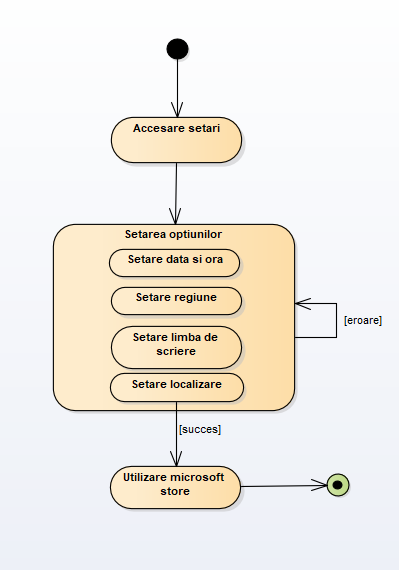 Accesare setari
Setarea optiunilor
Setare data si ora
Setare regiune
[eroare]
Setare limba de
scriere
Setare localizare
[succes]
Utilizare microsoft
store